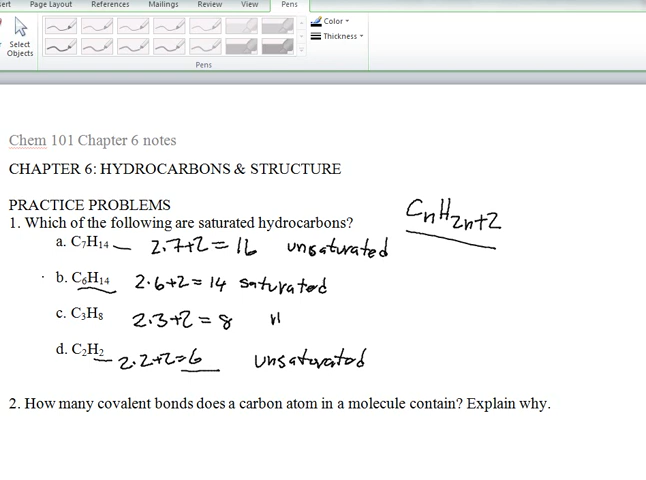 Page Layout References Mailings Review View Pens
Select Objects
Color
Thickness
Pens
Chem 101 Chapter 6 notes
CHAPTER 6: HYDROCARBONS & STRUCTURE
PRACTICE PROBLEMS
CnH2n+2
1. Which of the following are saturated hydrocarbons?
a. C7H14 2.7+2=16 unsaturated
b. C6H14 2.6+2=14 saturated
c. C3H8 2.3+2=8 "
d. C2H2 2.2+2=6 unsaturated
2. How many covalent bonds does a carbon atom in a molecule contain? Explain why.